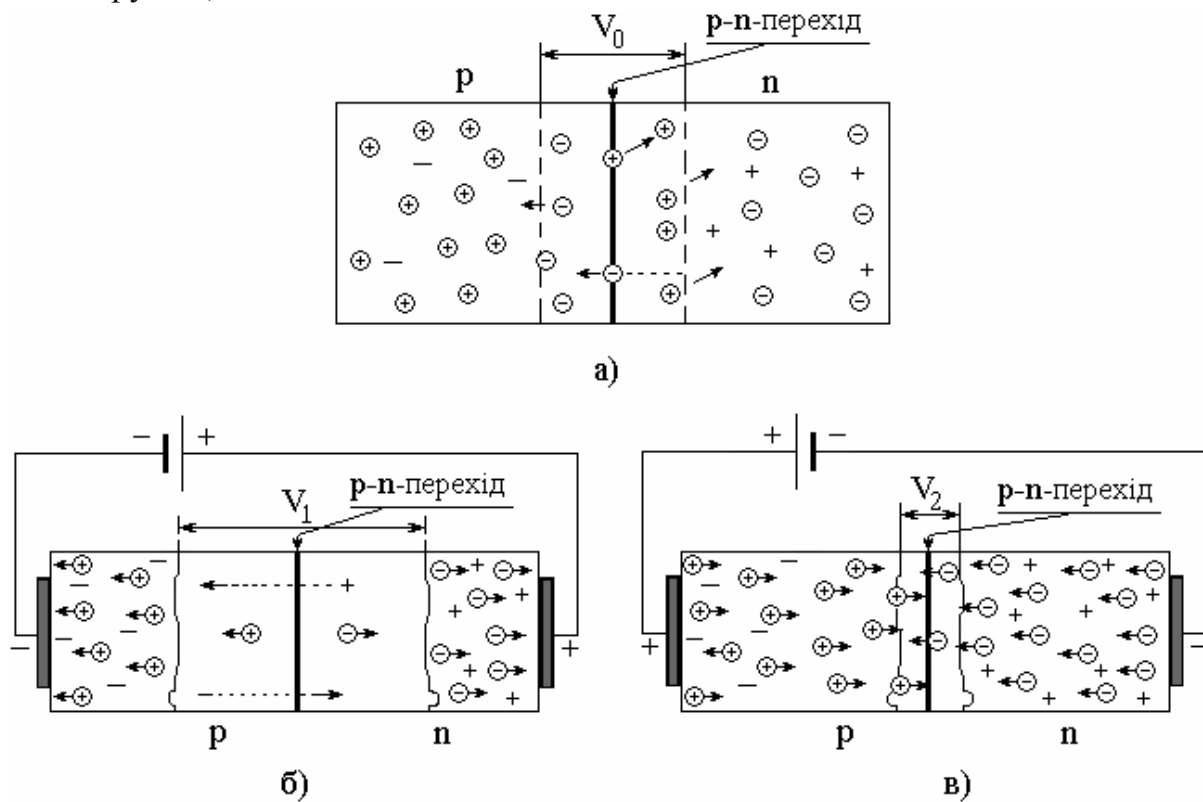 V₀
p-n-перехід
p
n
а)
− +
+ −
p-n-перехід
V₁
p-n-перехід
V₂
−
+
+
−
p
n
p
n
б)
в)